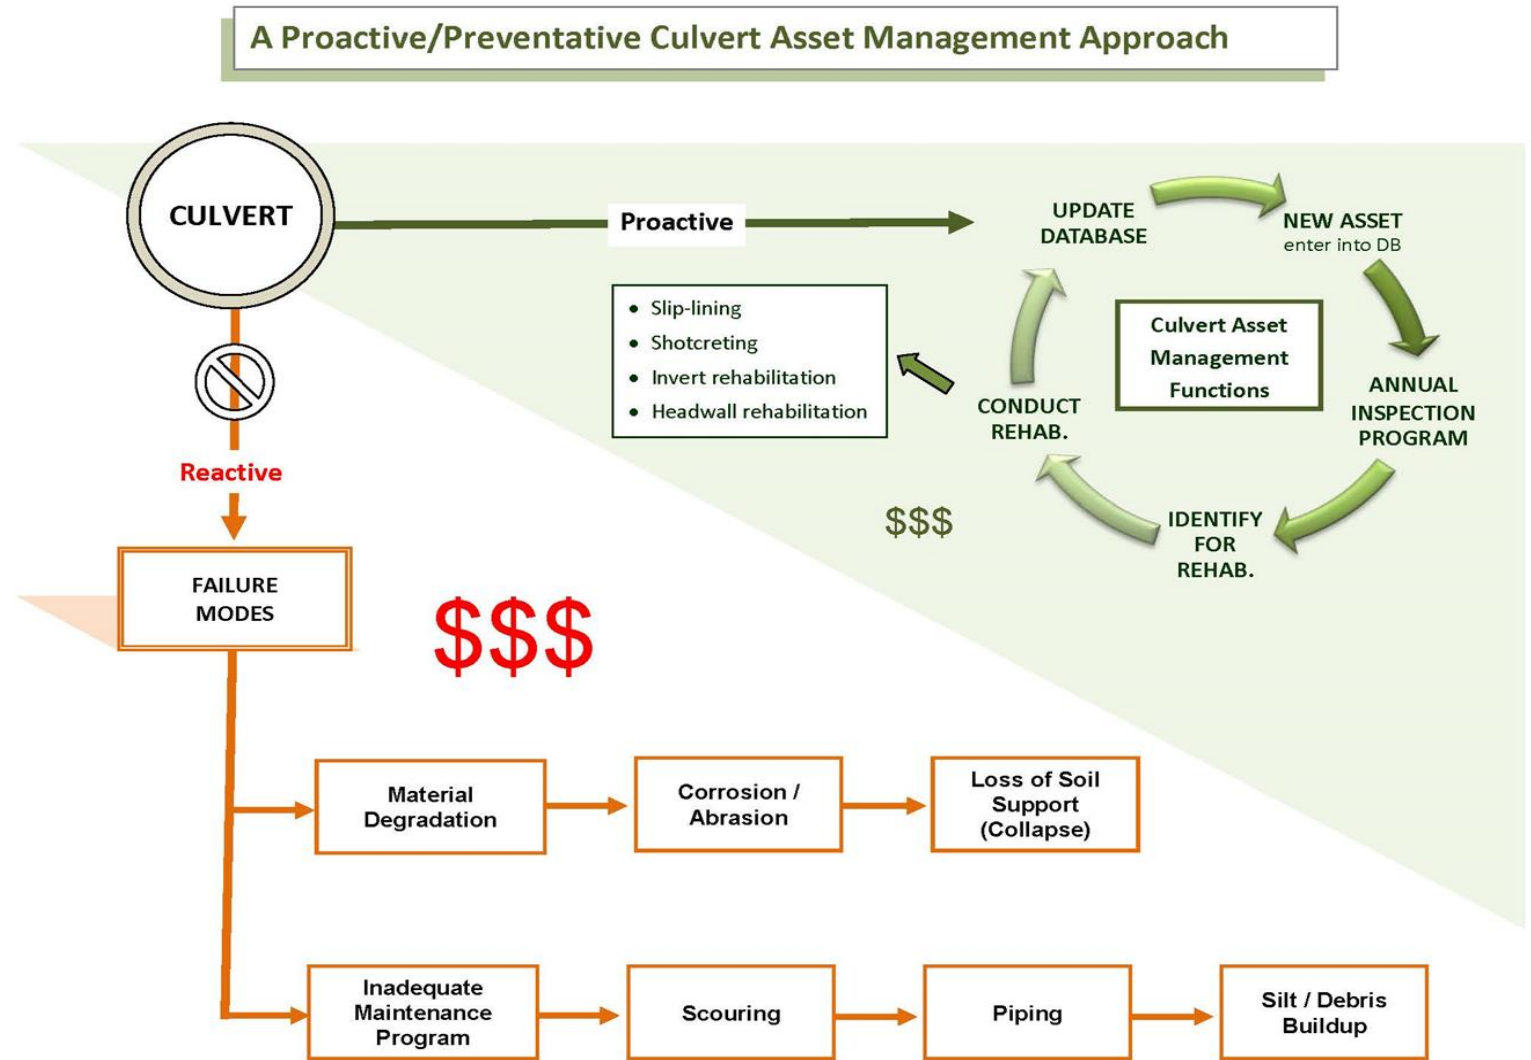 A Proactive/Preventative Culvert Asset Management Approach
CULVERT
Proactive
UPDATE
DATABASE
NEW ASSET
enter into DB
• Slip-lining
• Shotcreting
• Invert rehabilitation
• Headwall rehabilitation
Culvert Asset
Management
Functions
CONDUCT
REHAB.
ANNUAL
INSPECTION
PROGRAM
IDENTIFY
FOR
REHAB.
$$$
Reactive
FAILURE
MODES
$$$
Material
Degradation
Corrosion /
Abrasion
Loss of Soil
Support
(Collapse)
Inadequate
Maintenance
Program
Scouring
Piping
Silt / Debris
Buildup